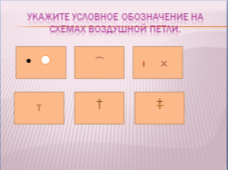 УКАЖИТЕ УСЛОВНОЕ ОБОЗНАЧЕНИЕ НА
СХЕМАХ ВОЗДУШНОЙ ПЕТЛИ.